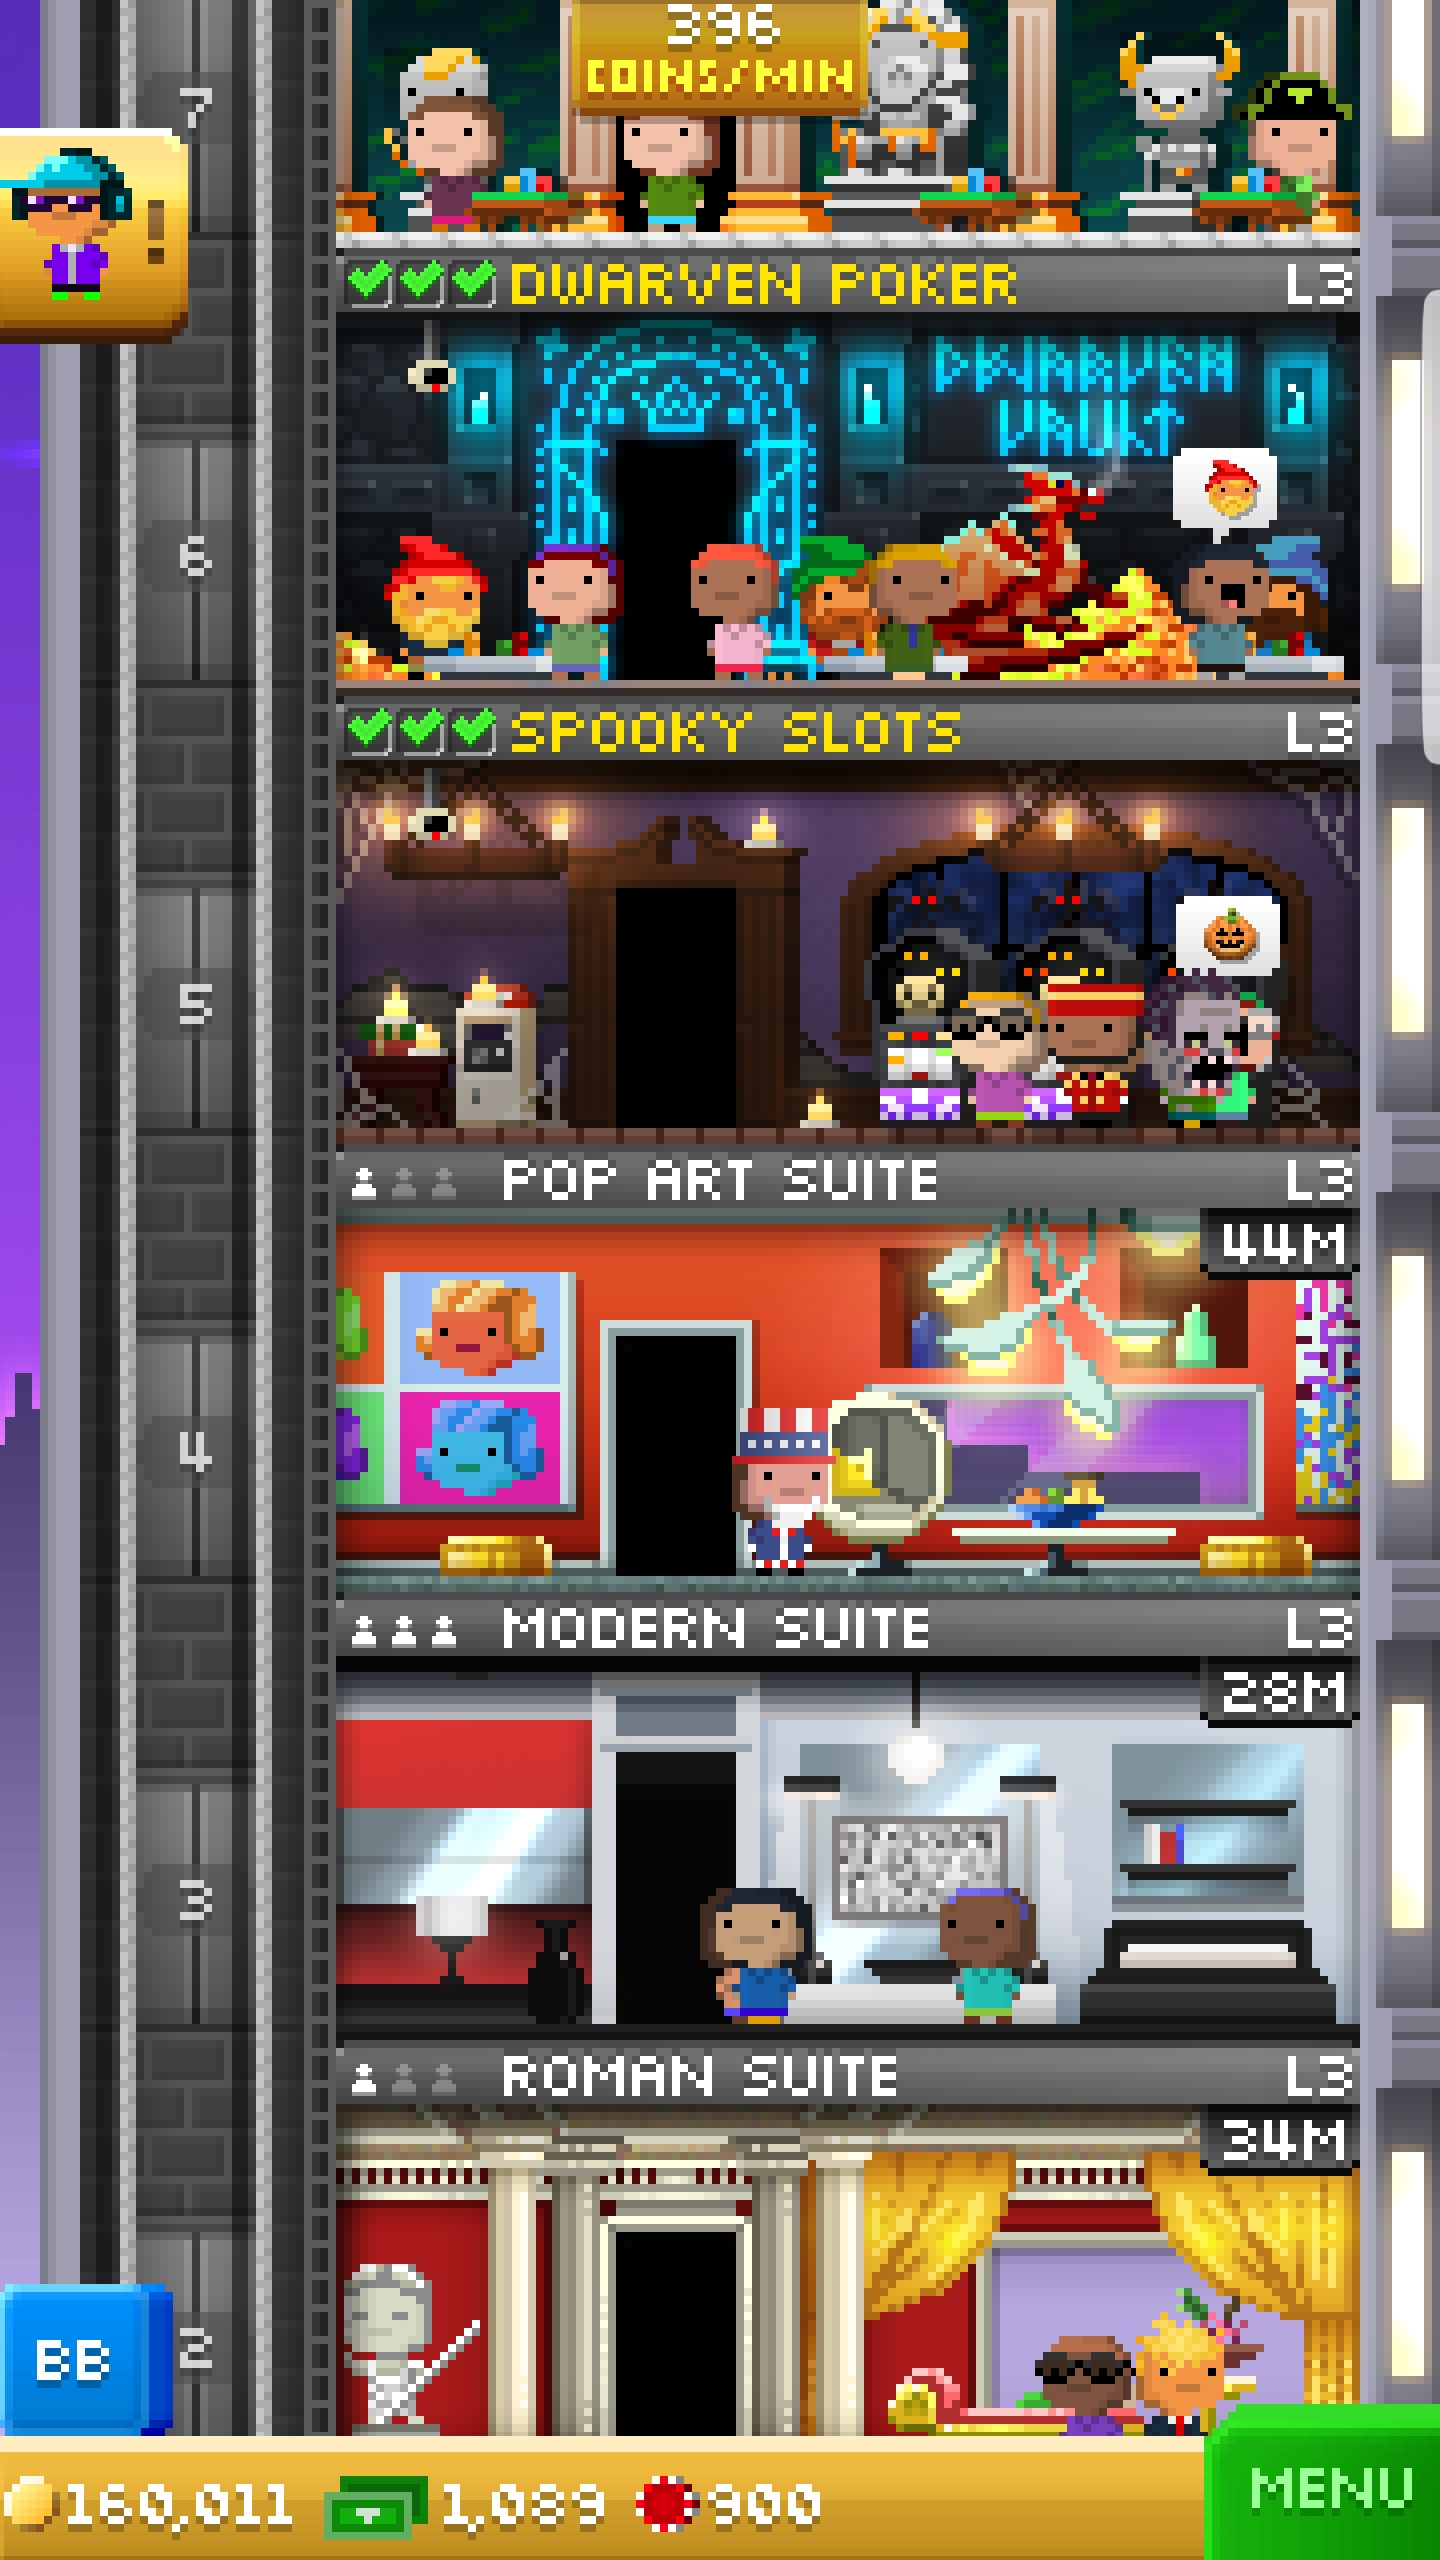 396
COINS/MIN
7
!
DWARVEN POKER L3
DWARVEN
VAULT
6
SPOOKY SLOTS L3
5
POP ART SUITE L3
44M
4
MODERN SUITE L3
28M
3
ROMAN SUITE L3
34M
BB
2
160,011 1,089 900
MENU